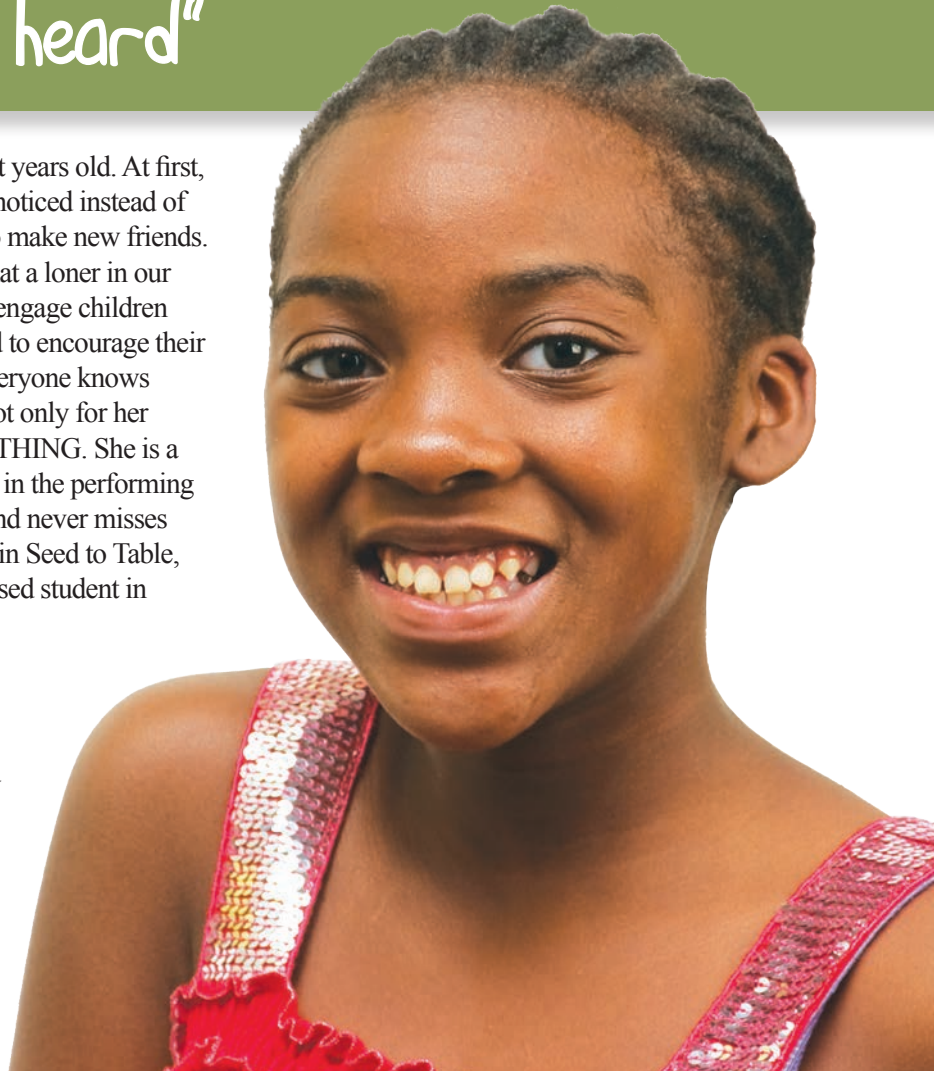 heard"
t years old. At first,
noticed instead of
make new friends.
at a loner in our
engage children
to encourage their
eryone knows
ot only for her
THING. She is a
in the performing
nd never misses
in Seed to Table,
sed student in